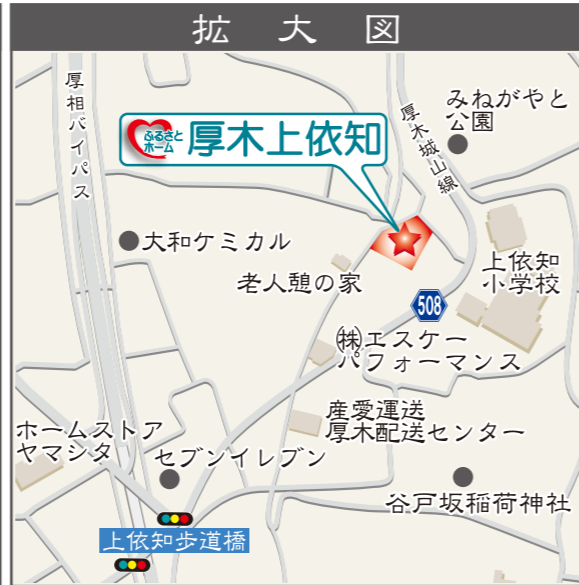 拡大図
厚相バイパス
みねがやと
公園
厚木城山線
ふるさと
ホーム
厚木上依知
大和ケミカル
老人憩の家
上依知
小学校
508
㈱エスケー
パフォーマンス
産愛運送
厚木配送センター
ホームストア
ヤマシタ
セブンイレブン
谷戸坂稲荷神社
上依知歩道橋